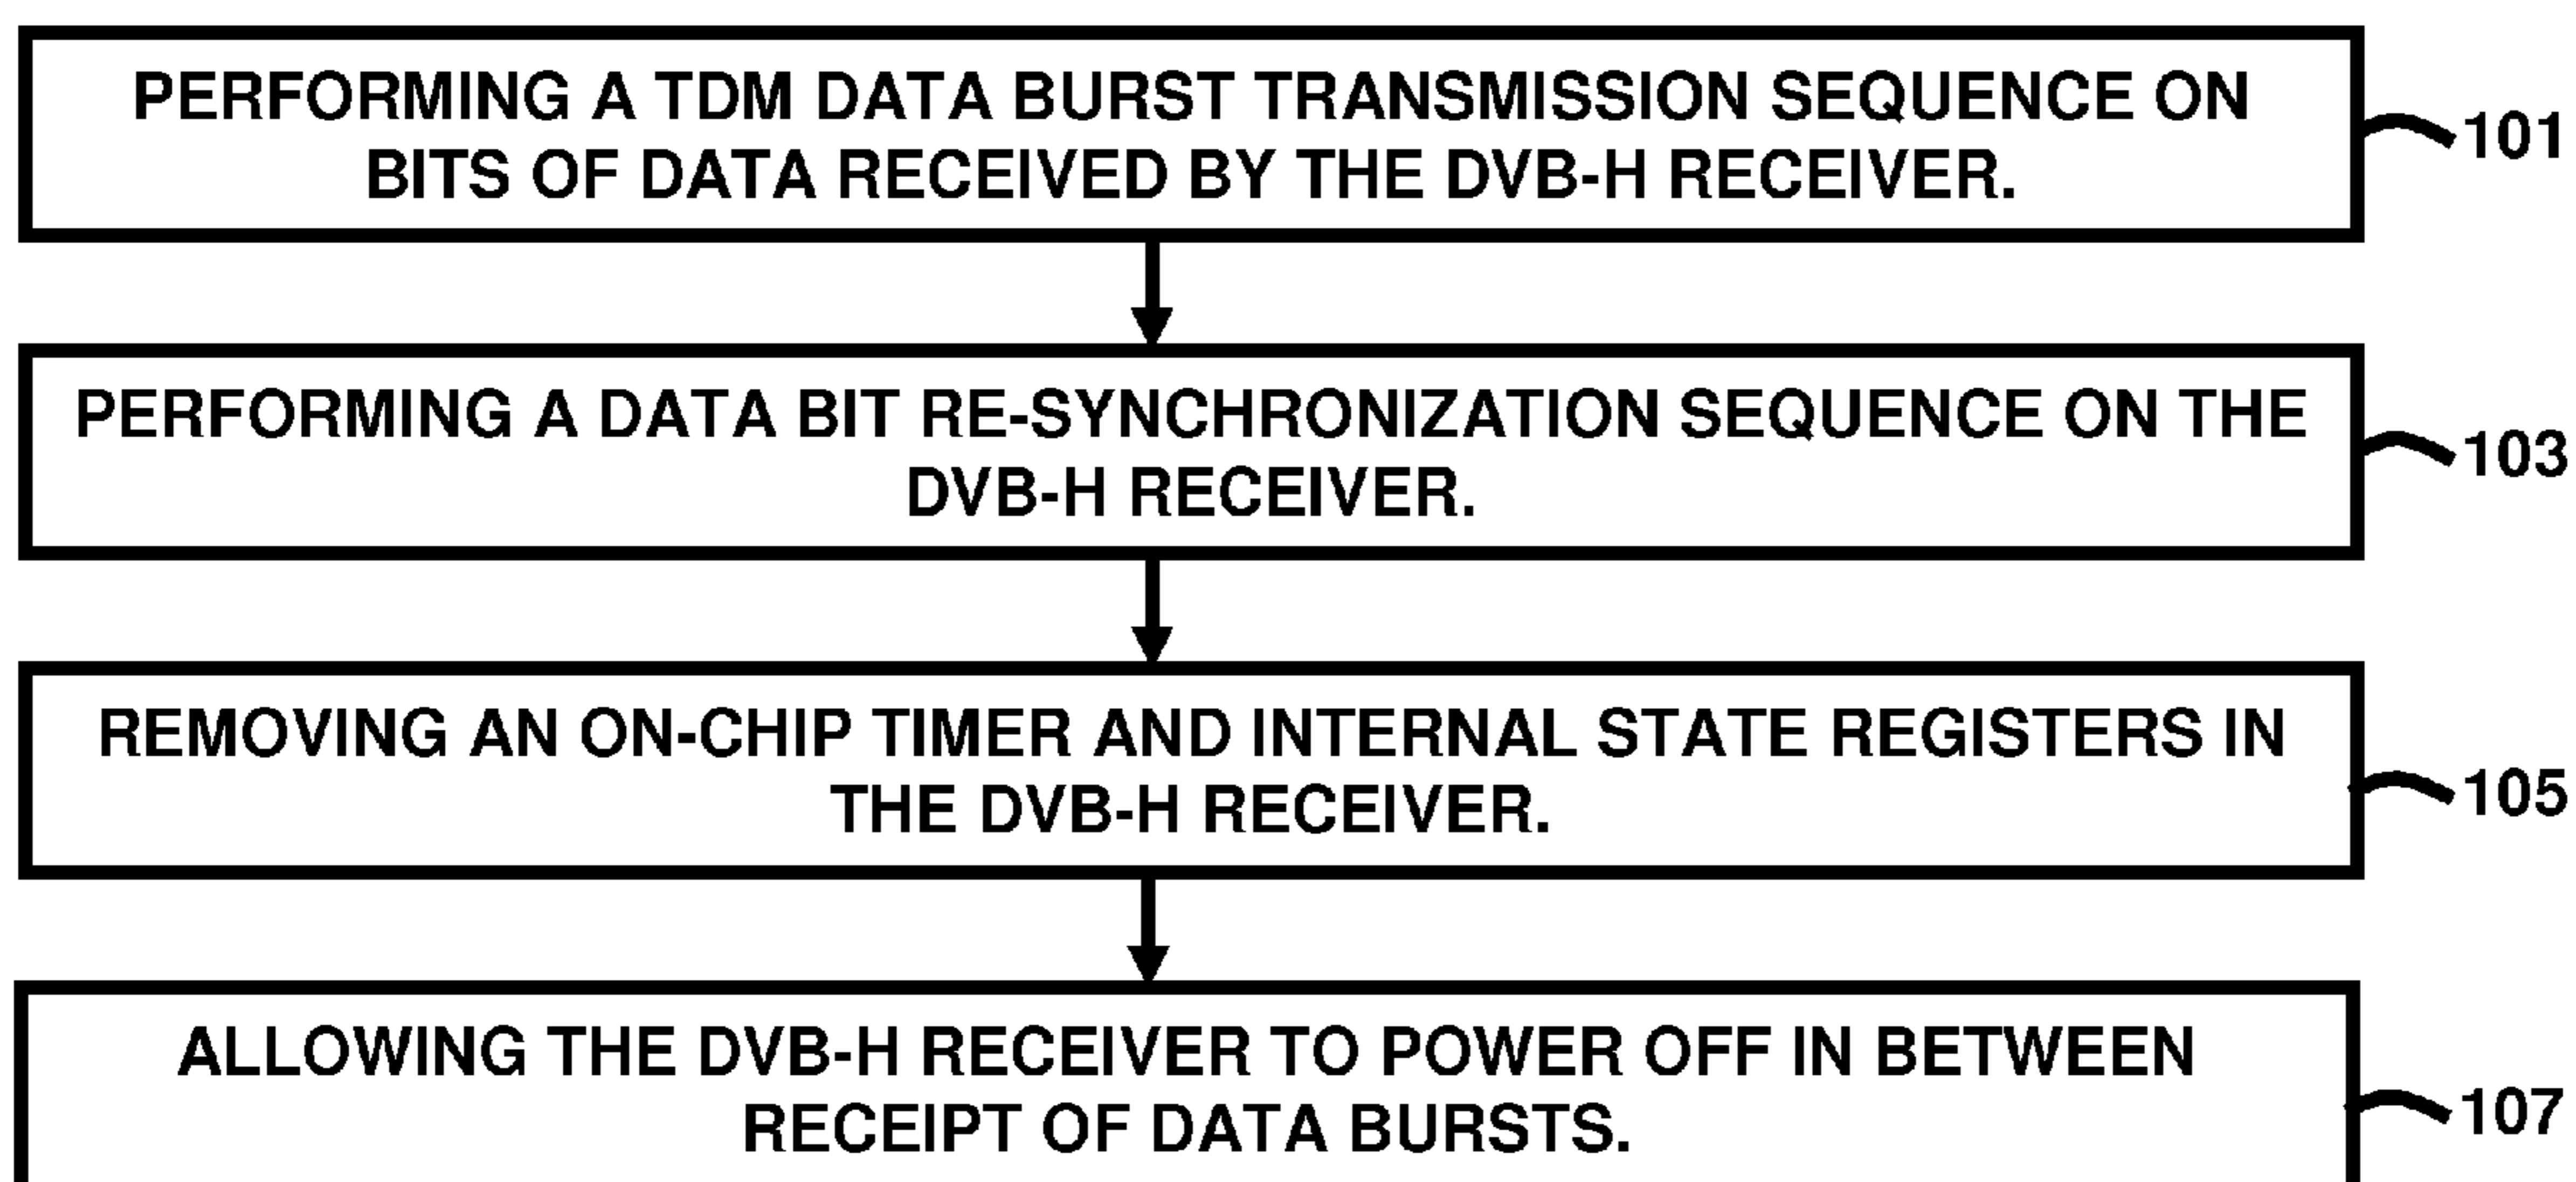 PERFORMING A TDM DATA BURST TRANSMISSION SEQUENCE ON
BITS OF DATA RECEIVED BY THE DVB-H RECEIVER.
101
PERFORMING A DATA BIT RE-SYNCHRONIZATION SEQUENCE ON THE
DVB-H RECEIVER.
103
REMOVING AN ON-CHIP TIMER AND INTERNAL STATE REGISTERS IN
THE DVB-H RECEIVER.
105
ALLOWING THE DVB-H RECEIVER TO POWER OFF IN BETWEEN
RECEIPT OF DATA BURSTS.
107